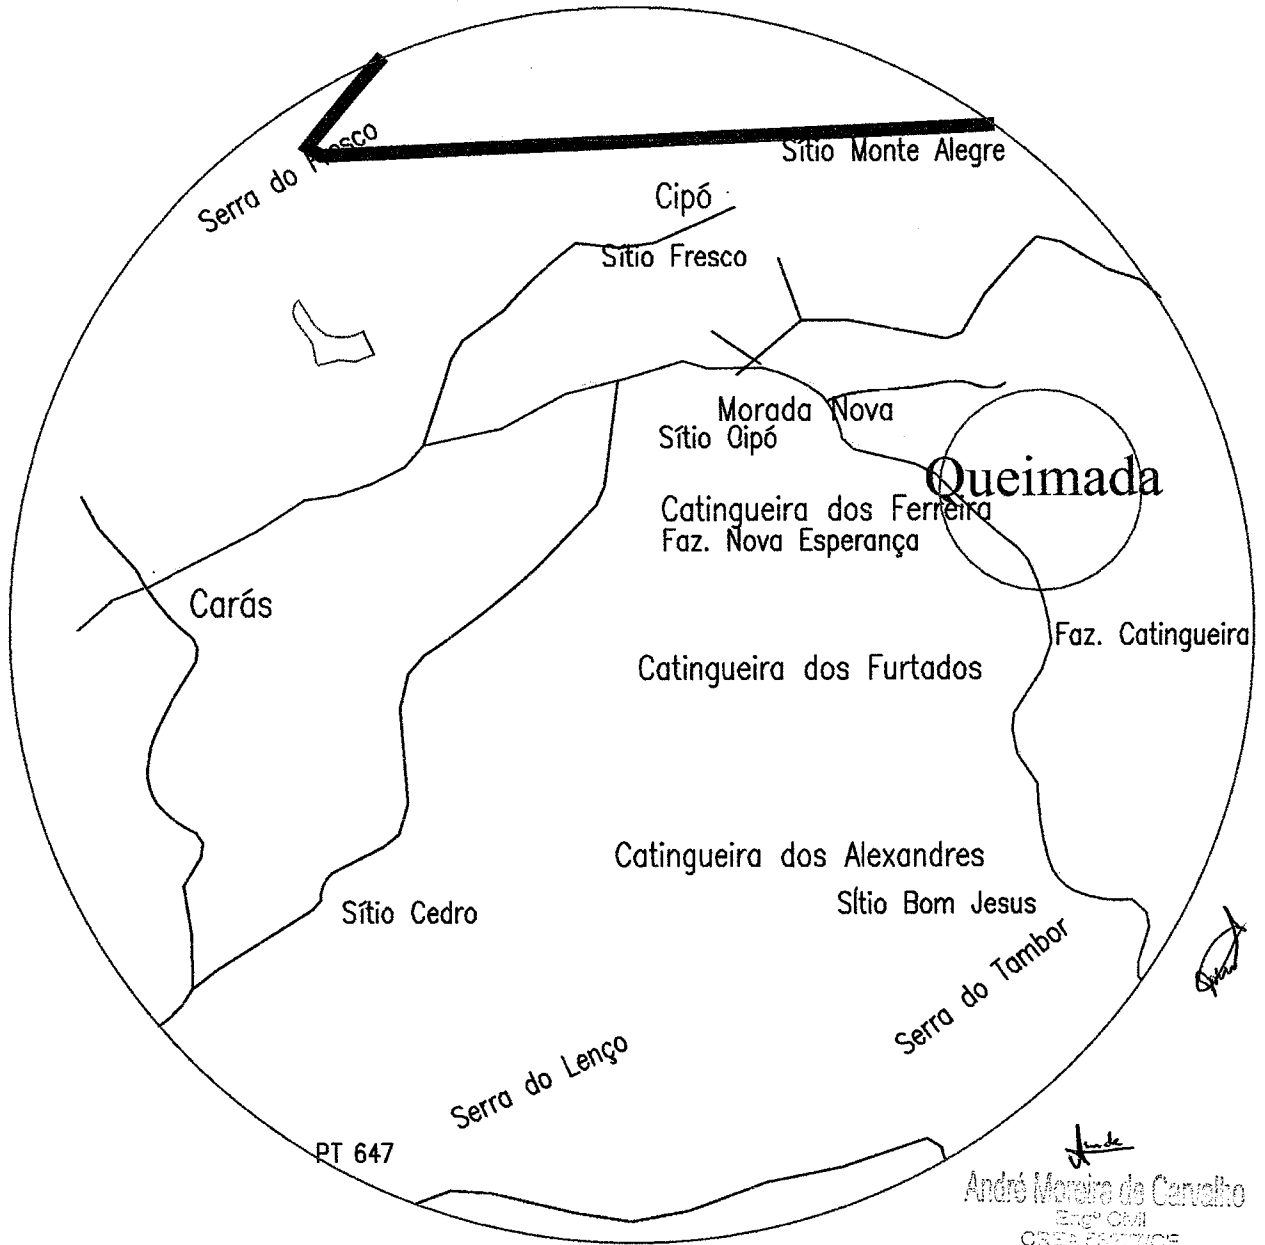 Serra do Fresco
Sítio Monte Alegre
Cipó
Sítio Fresco
Morada Nova
Sítio Cipó
Queimada
Catingueira dos Ferreira
Faz. Nova Esperança
Carás
Faz. Catingueira
Catingueira dos Furtados
Catingueira dos Alexandres
Sítio Bom Jesus
Sítio Cedro
Serra do Tambor
Serra do Lenço
PT 647
André Moreira de Carvalho
Engº Civil